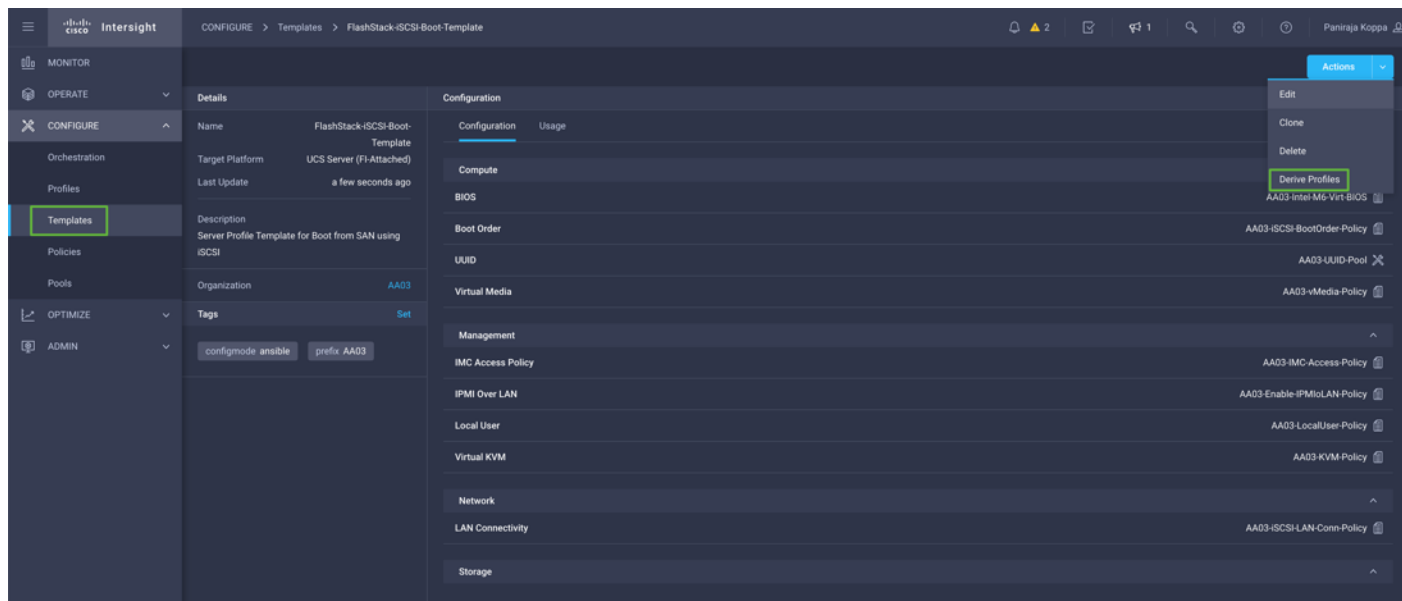 cisco Intersight
CONFIGURE > Templates > FlashStack-iSCSI-Boot-Template
2
1
Paniraja Koppa
MONITOR
OPERATE
CONFIGURE
Orchestration
Profiles
Templates
Policies
Pools
OPTIMIZE
ADMIN
Actions
Edit
Clone
Delete
Derive Profiles
Details
Name FlashStack-iSCSI-Boot-
Template
Target Platform UCS Server (FI-Attached)
Last Update a few seconds ago
Description
Server Profile Template for Boot from SAN using
iSCSI
Organization AA03
Tags Set
configmode ansible prefix AA03
Configuration
Configuration Usage
Compute
BIOS AA03-Intel-M6-Virt-BIOS
Boot Order AA03-iSCSI-BootOrder-Policy
UUID AA03-UUID-Pool
Virtual Media AA03-vMedia-Policy
Management
IMC Access Policy AA03-IMC-Access-Policy
IPMI Over LAN AA03-Enable-IPMIoLAN-Policy
Local User AA03-LocalUser-Policy
Virtual KVM AA03-KVM-Policy
Network
LAN Connectivity AA03-iSCSI-LAN-Conn-Policy
Storage